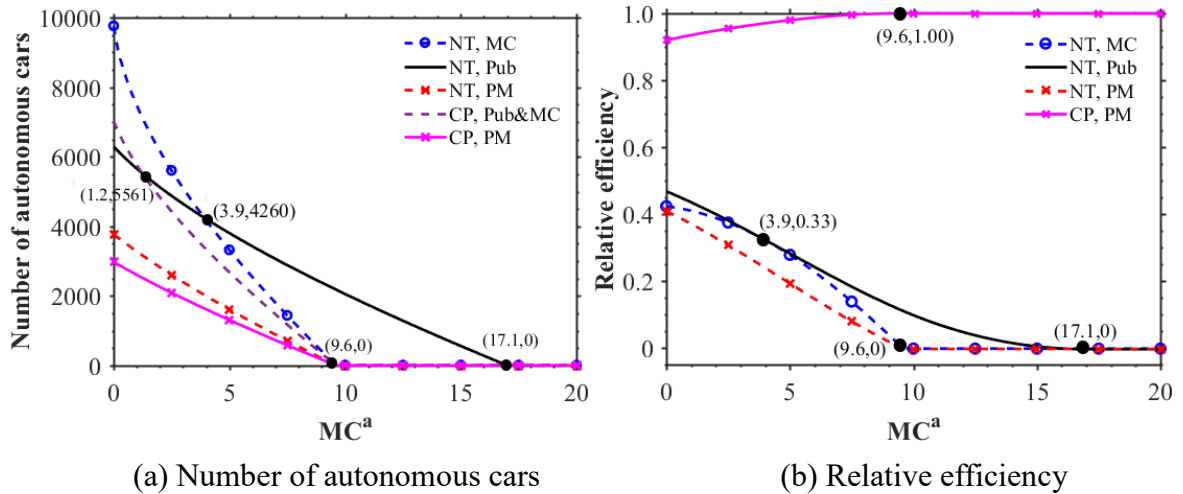 10000
8000
6000
4000
2000
0
0
5
10
15
20
Number of autonomous cars
MCª
NT, MC
NT, Pub
NT, PM
CP, Pub&MC
CP, PM
(1.2,5561)
(3.9,4260)
(9.6,0)
(17.1,0)
(a) Number of autonomous cars
1.0
0.8
0.6
0.4
0.2
0
0
5
10
15
20
Relative efficiency
MCª
(9.6,1.00)
NT, MC
NT, Pub
NT, PM
CP, PM
(3.9,0.33)
(9.6,0)
(17.1,0)
(b) Relative efficiency